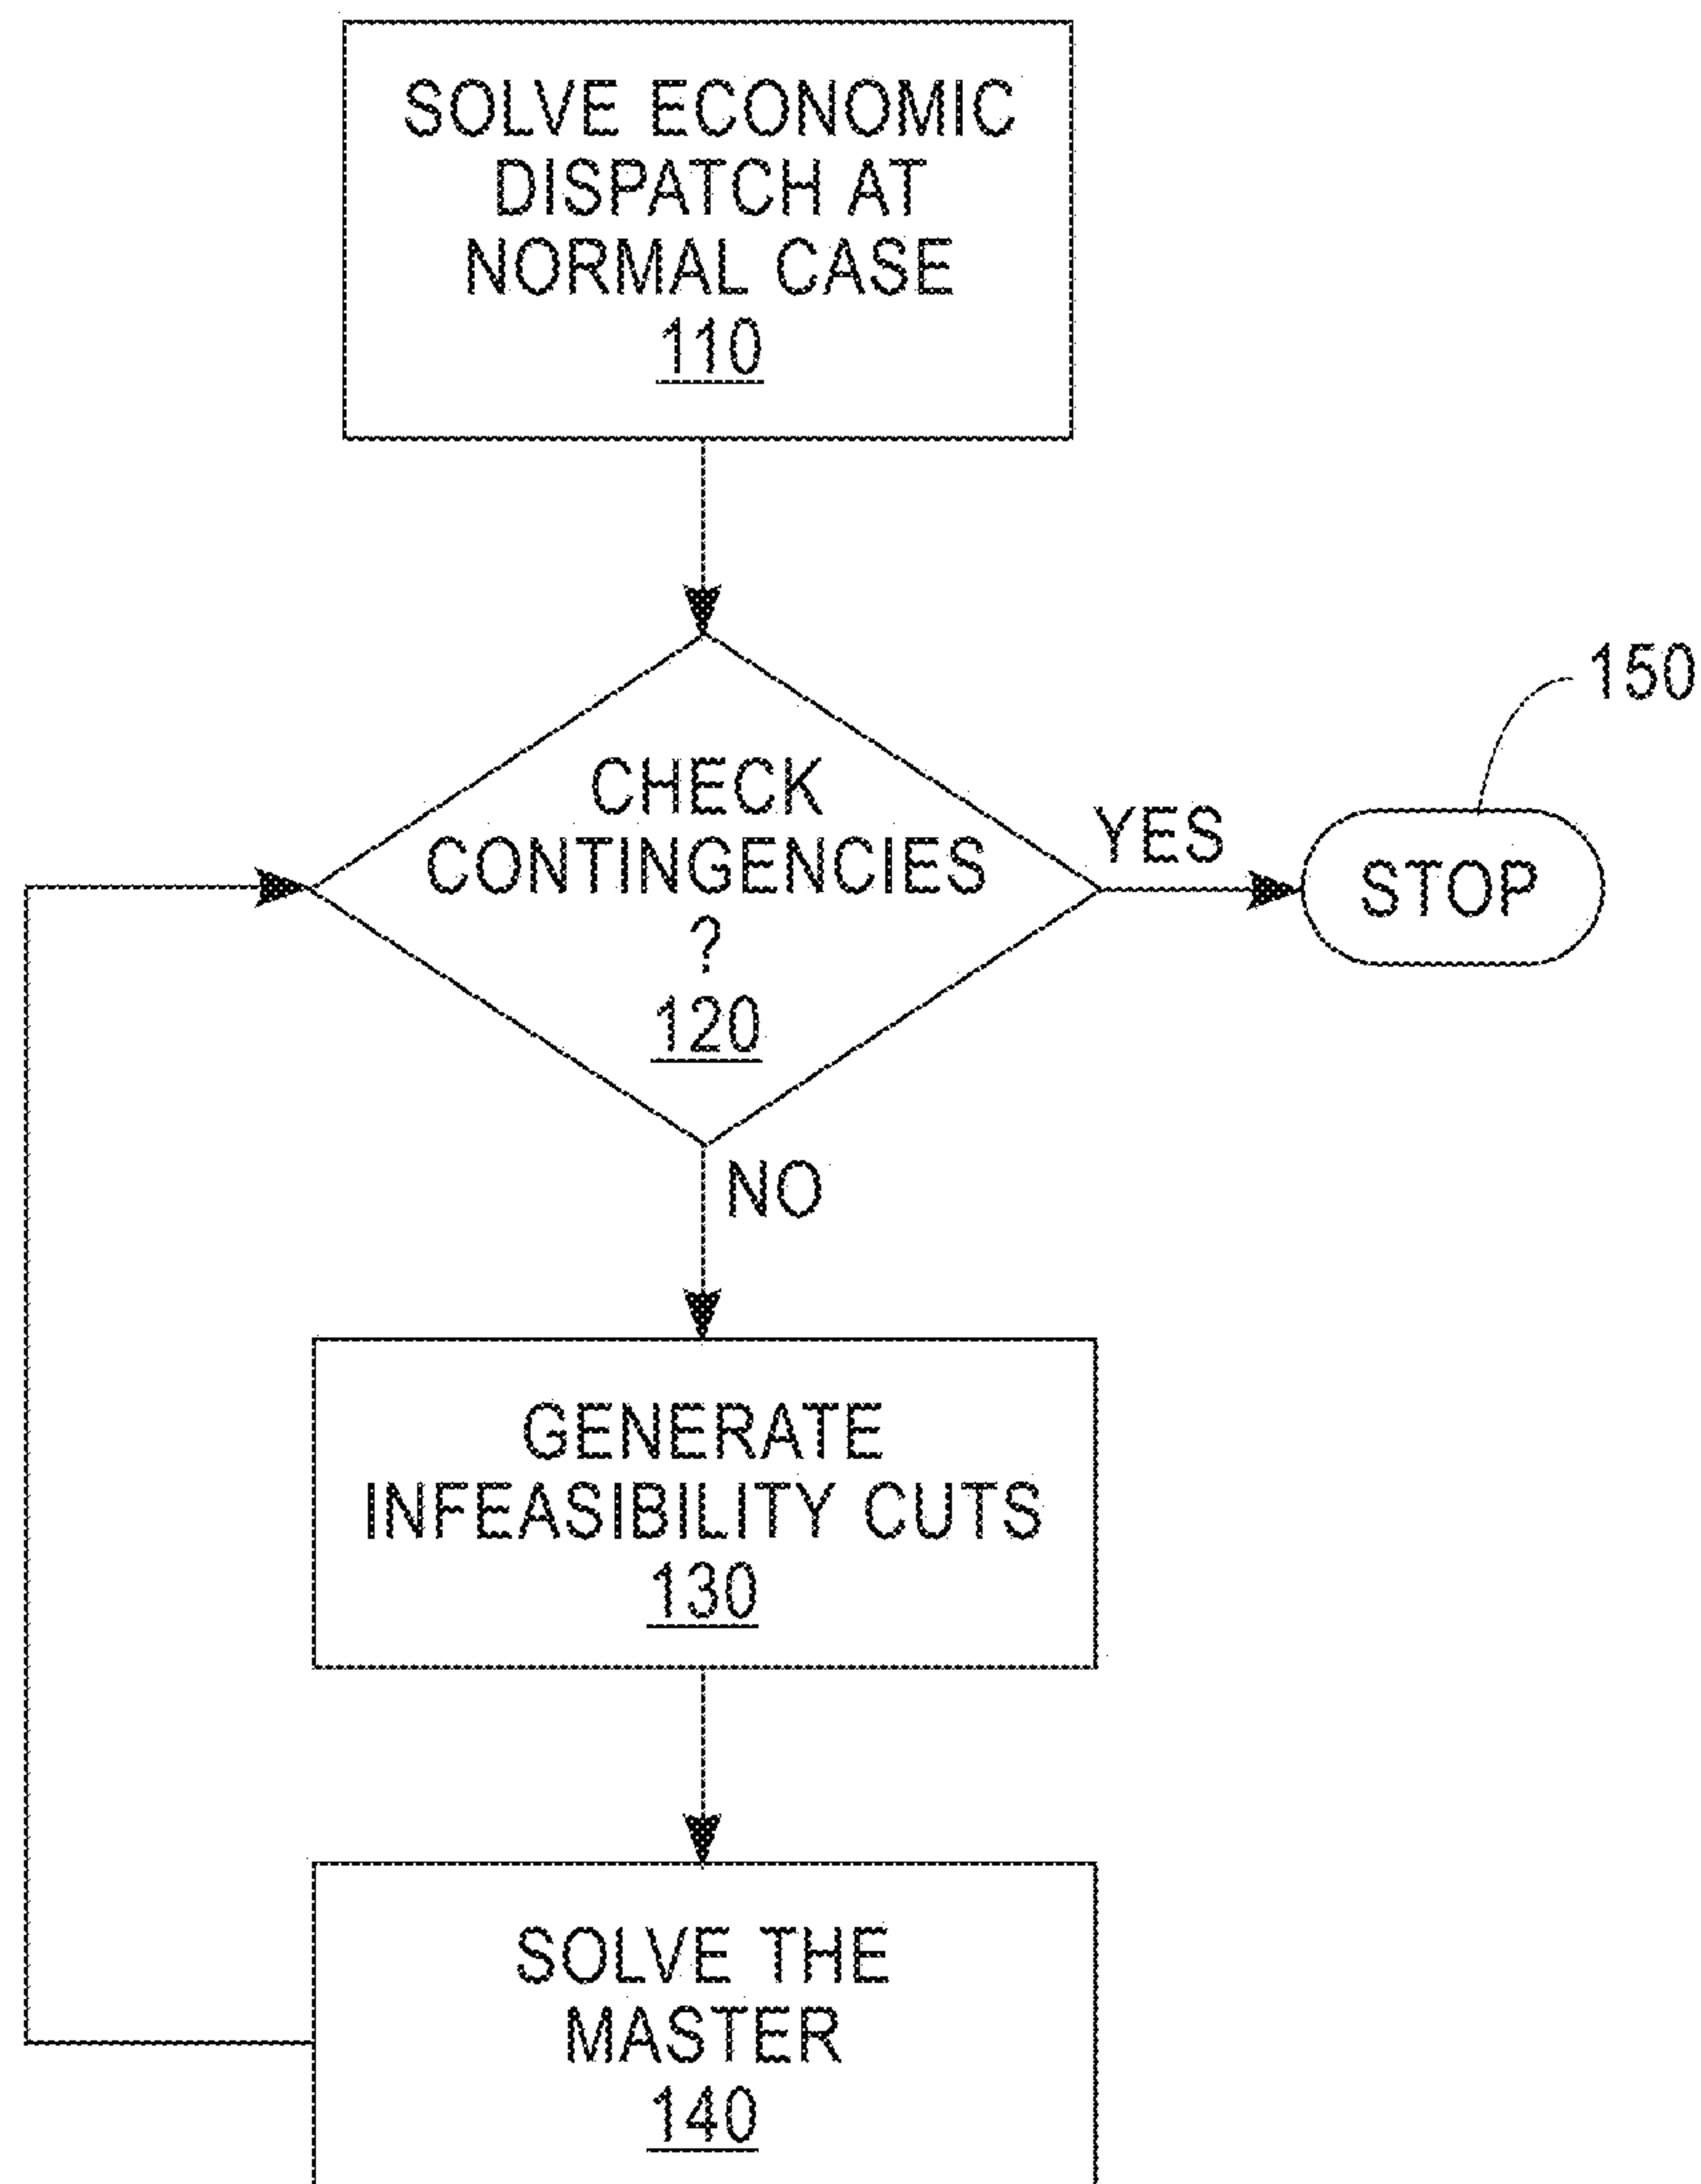 SOLVE ECONOMIC
DISPATCH AT
NORMAL CASE
110
150
CHECK
CONTINGENCIES
?
120
YES
STOP
NO
GENERATE
INFEASIBILITY CUTS
130
SOLVE THE
MASTER
140